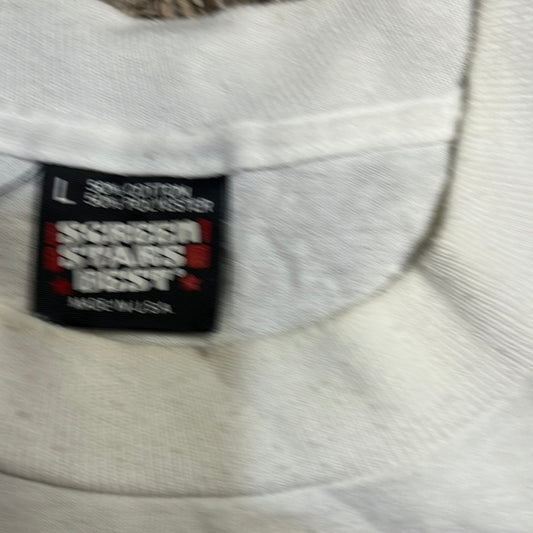 L
50% COTTON
50% POLYESTER
SCREEN
STARS
BEST
MADE IN U.S.A.